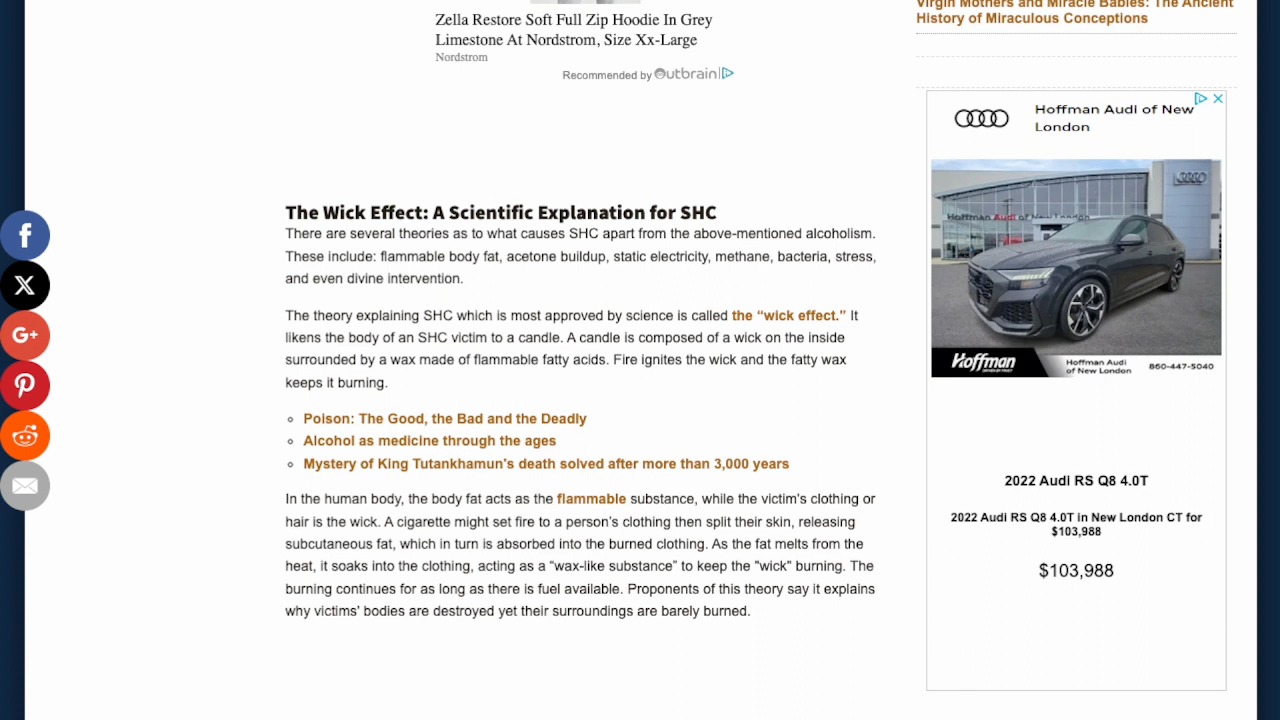 Zella Restore Soft Full Zip Hoodie In Grey
Limestone At Nordstrom, Size Xx-Large
Nordstrom
Recommended by Outbrain
Virgin Mothers and Miracle Babies: The Ancient
History of Miraculous Conceptions
Hoffman Audi of New
London
Hoffman Audi of New London
Hoffman
DRIVEN BY TRUST
Hoffman Audi
of New London
860-447-5040
2022 Audi RS Q8 4.0T
2022 Audi RS Q8 4.0T in New London CT for
$103,988
$103,988
The Wick Effect: A Scientific Explanation for SHC
There are several theories as to what causes SHC apart from the above-mentioned alcoholism.
These include: flammable body fat, acetone buildup, static electricity, methane, bacteria, stress,
and even divine intervention.
The theory explaining SHC which is most approved by science is called the “wick effect.” It
likens the body of an SHC victim to a candle. A candle is composed of a wick on the inside
surrounded by a wax made of flammable fatty acids. Fire ignites the wick and the fatty wax
keeps it burning.
Poison: The Good, the Bad and the Deadly
Alcohol as medicine through the ages
Mystery of King Tutankhamun's death solved after more than 3,000 years
In the human body, the body fat acts as the flammable substance, while the victim's clothing or
hair is the wick. A cigarette might set fire to a person's clothing then split their skin, releasing
subcutaneous fat, which in turn is absorbed into the burned clothing. As the fat melts from the
heat, it soaks into the clothing, acting as a “wax-like substance” to keep the "wick" burning. The
burning continues for as long as there is fuel available. Proponents of this theory say it explains
why victims' bodies are destroyed yet their surroundings are barely burned.